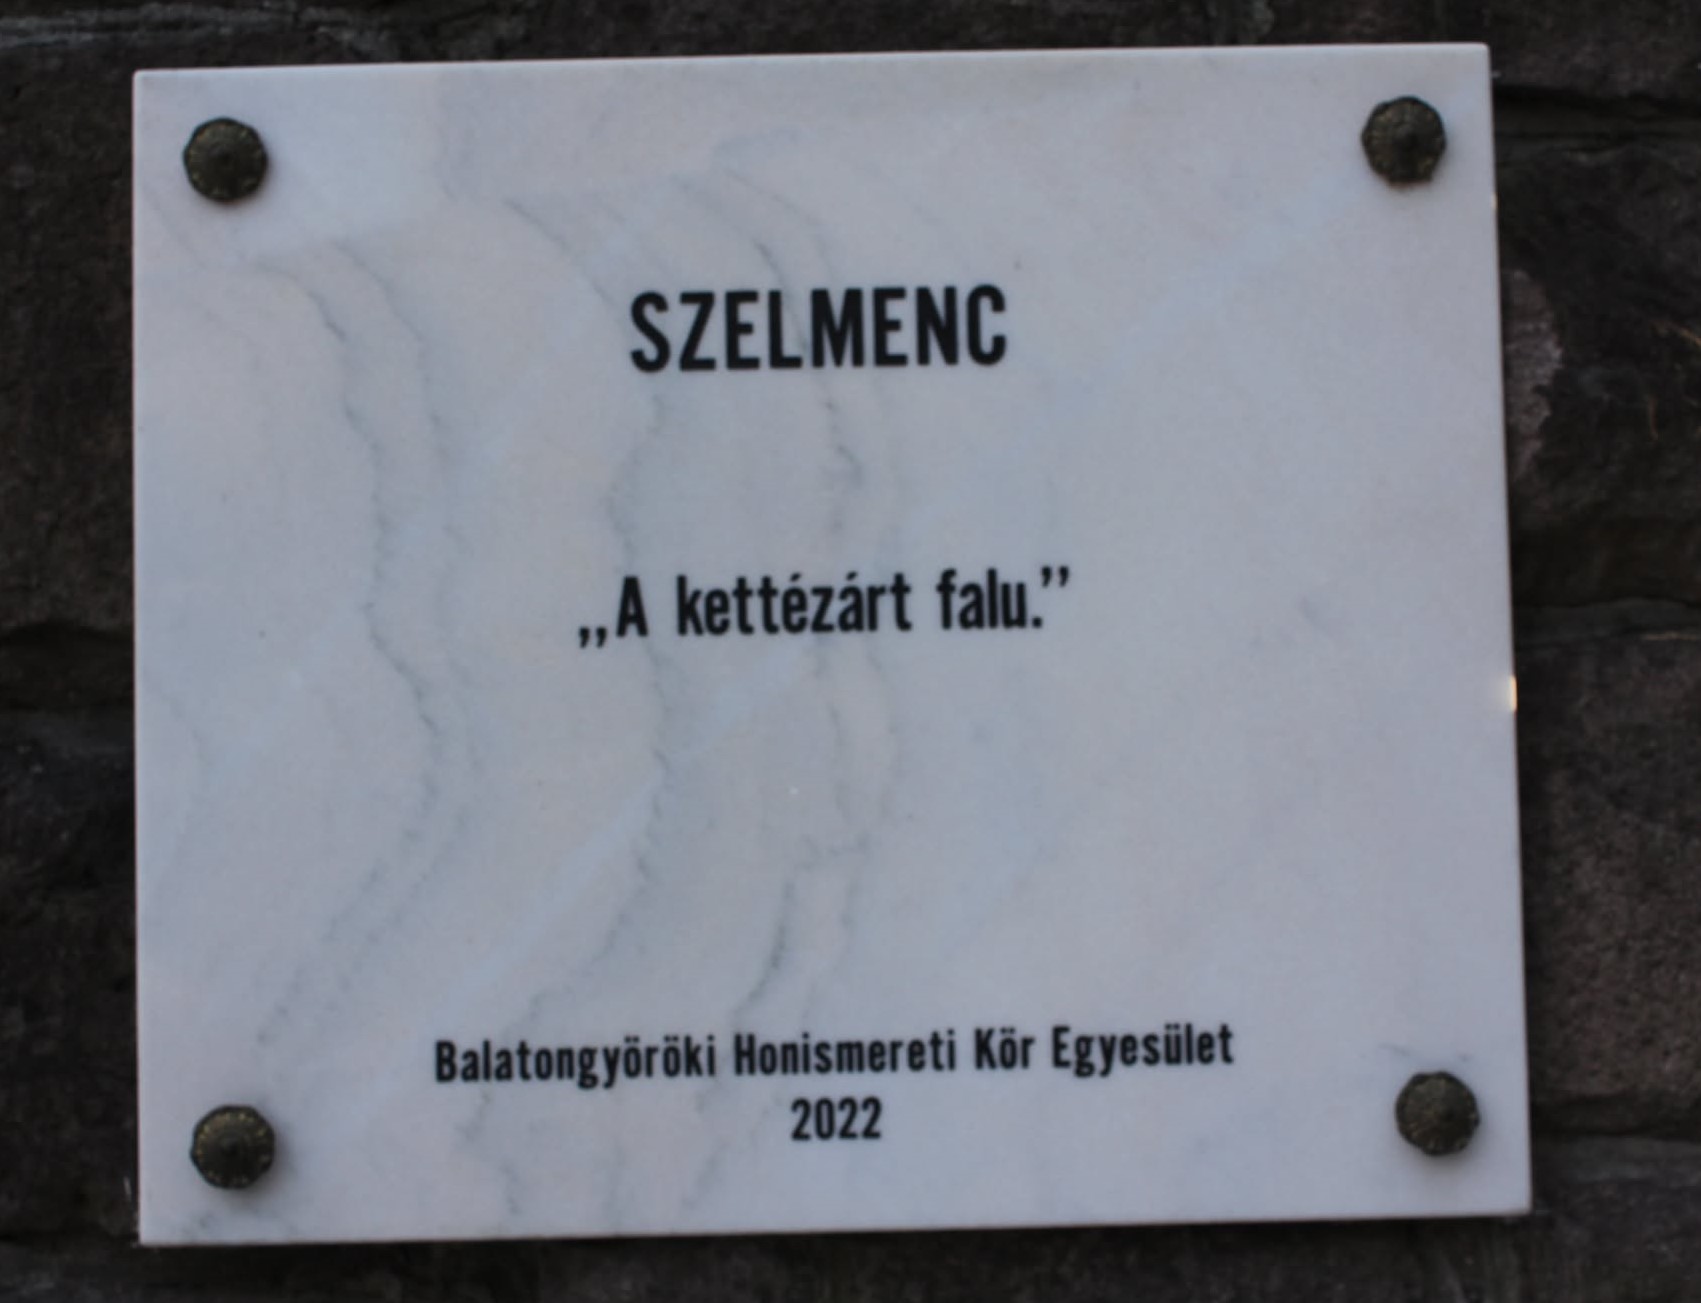 SZELMENC
„A kettézárt falu.”
Balatongyöröki Honismereti Kör Egyesület
2022